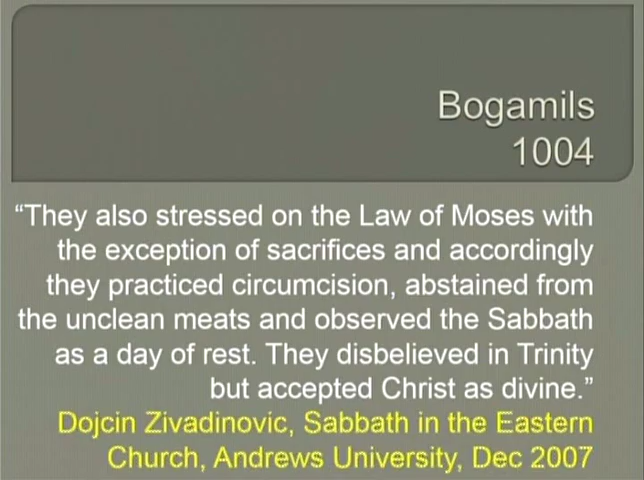 Bogamils
1004
“They also stressed on the Law of Moses with
the exception of sacrifices and accordingly
they practiced circumcision, abstained from
the unclean meats and observed the Sabbath
as a day of rest. They disbelieved in Trinity
but accepted Christ as divine.”
Dojcin Zivadinovic, Sabbath in the Eastern
Church, Andrews University, Dec 2007